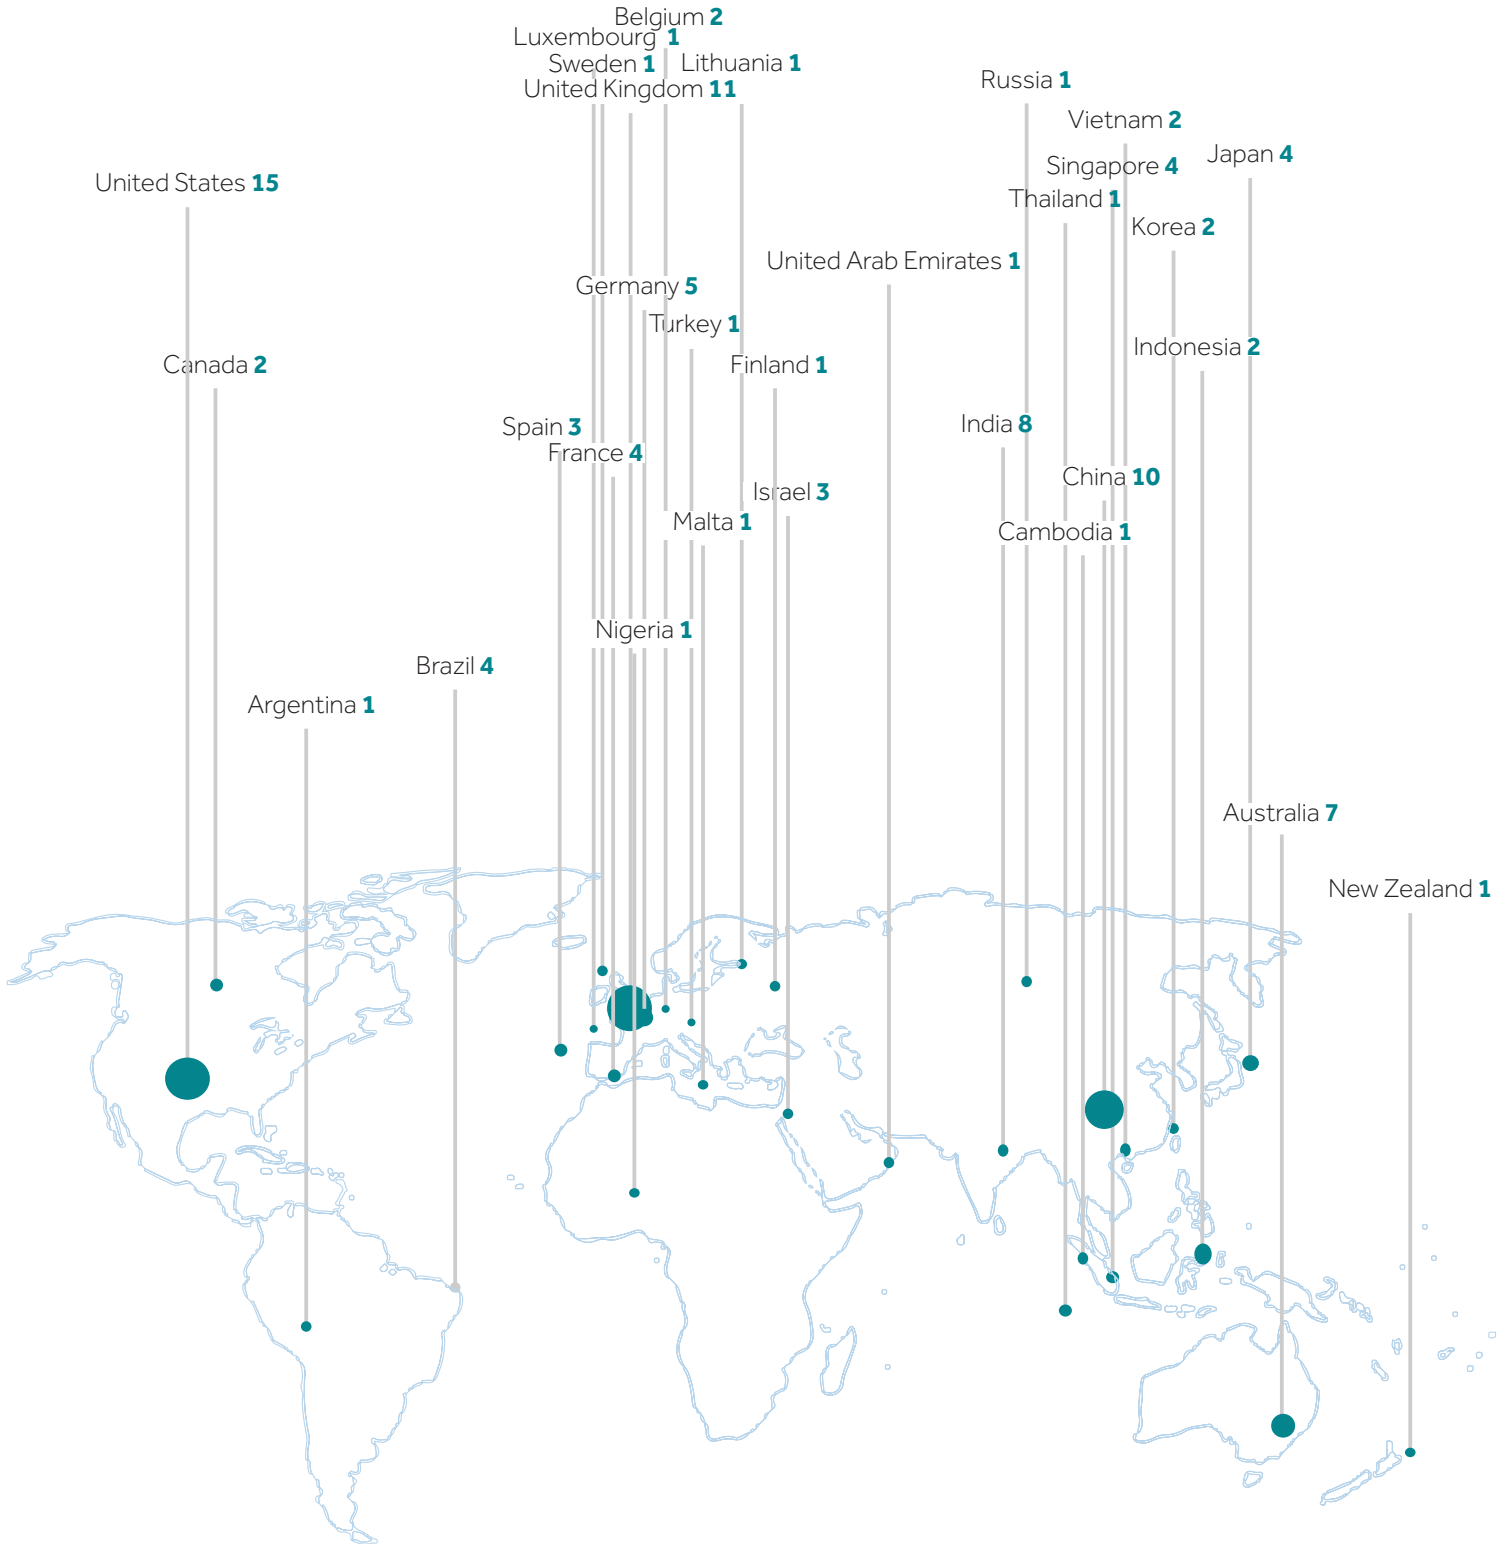 Belgium 2
Luxembourg 1
Sweden 1
Lithuania 1
United Kingdom 11
Russia 1
Vietnam 2
Japan 4
Singapore 4
United States 15
Thailand 1
Korea 2
United Arab Emirates 1
Germany 5
Turkey 1
Indonesia 2
Canada 2
Finland 1
Spain 3
India 8
France 4
China 10
Israel 3
Malta 1
Cambodia 1
Nigeria 1
Brazil 4
Argentina 1
Australia 7
New Zealand 1